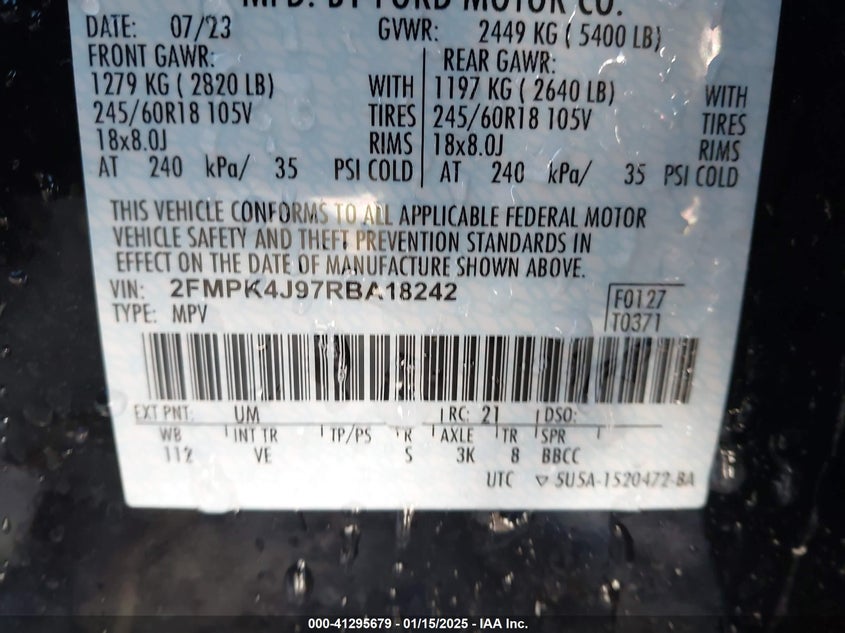 MFD. BY FORD MOTOR CO.
DATE: 07/23 GVWR: 2449 KG ( 5400 LB)
FRONT GAWR: REAR GAWR:
1279 KG ( 2820 LB) WITH 1197 KG ( 2640 LB) WITH
245/60R18 105V TIRES 245/60R18 105V TIRES
18x8.0J RIMS 18x8.0J RIMS
AT 240 kPa/ 35 PSI COLD AT 240 kPa/ 35 PSI COLD
THIS VEHICLE CONFORMS TO ALL APPLICABLE FEDERAL MOTOR
VEHICLE SAFETY AND THEFT PREVENTION STANDARDS IN
EFFECT ON THE DATE OF MANUFACTURE SHOWN ABOVE.
VIN: 2FMPK4J97RBA18242 F0127
TYPE: MPV T0371
EXT PNT: UM RC: 21 DSO:
WB INT TR TP/PS R AXLE TR SPR
112 VE S 3K 8 BBCC
UTC ▽ 5U5A-1520472-BA
000-41295679 - 01/15/2025 - IAA Inc.